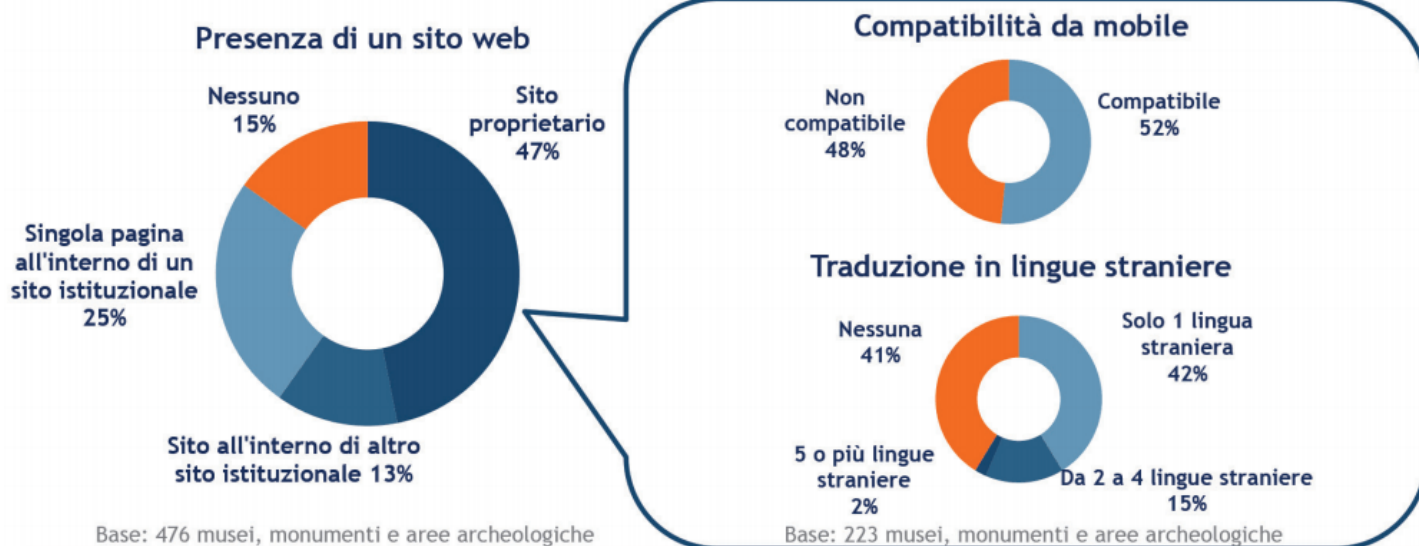 Presenza di un sito web
Nessuno
15%
Sito
proprietario
47%
Singola pagina
all'interno di un
sito istituzionale
25%
Sito all'interno di altro
sito istituzionale 13%
Base: 476 musei, monumenti e aree archeologiche
Compatibilità da mobile
Non
compatibile
48%
Compatibile
52%
Traduzione in lingue straniere
Nessuna
41%
Solo 1 lingua
straniera
42%
5 o più lingue
straniere
2%
Da 2 a 4 lingue straniere
15%
Base: 223 musei, monumenti e aree archeologiche